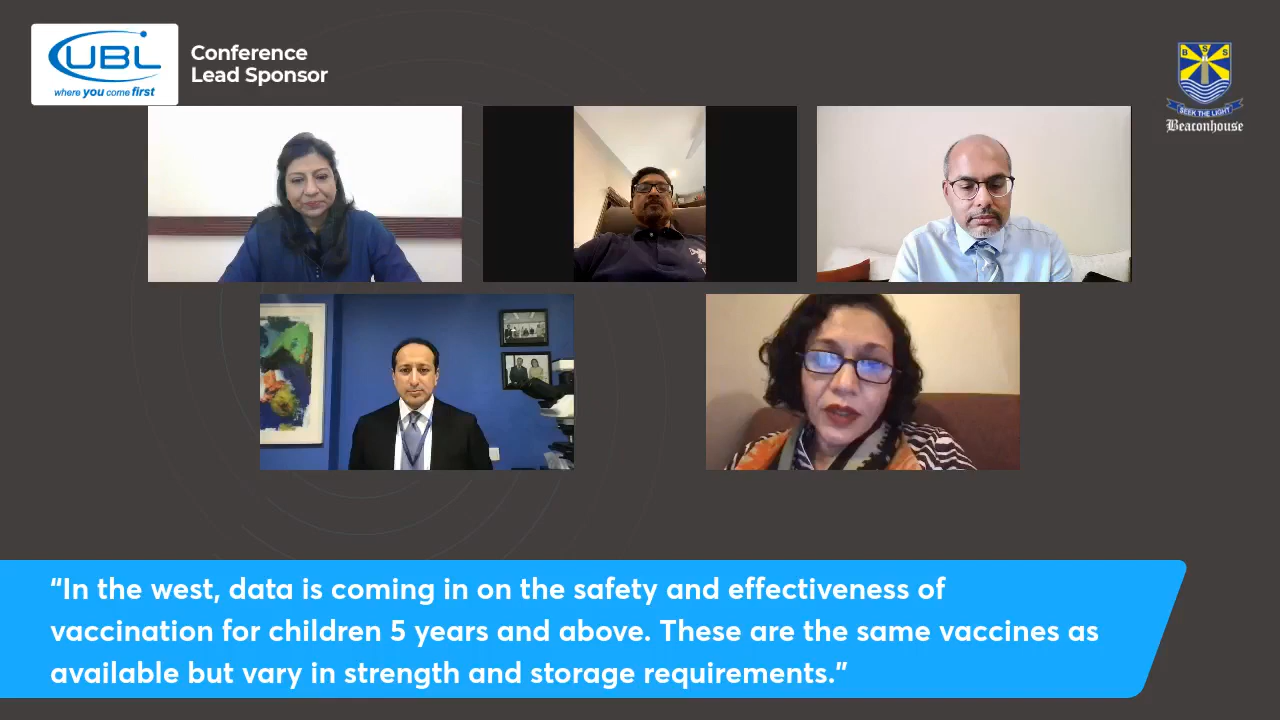 UBL
where you come first
Conference
Lead Sponsor
B S S
SEEK THE LIGHT
Beaconhouse
“In the west, data is coming in on the safety and effectiveness of
vaccination for children 5 years and above. These are the same vaccines as
available but vary in strength and storage requirements.”